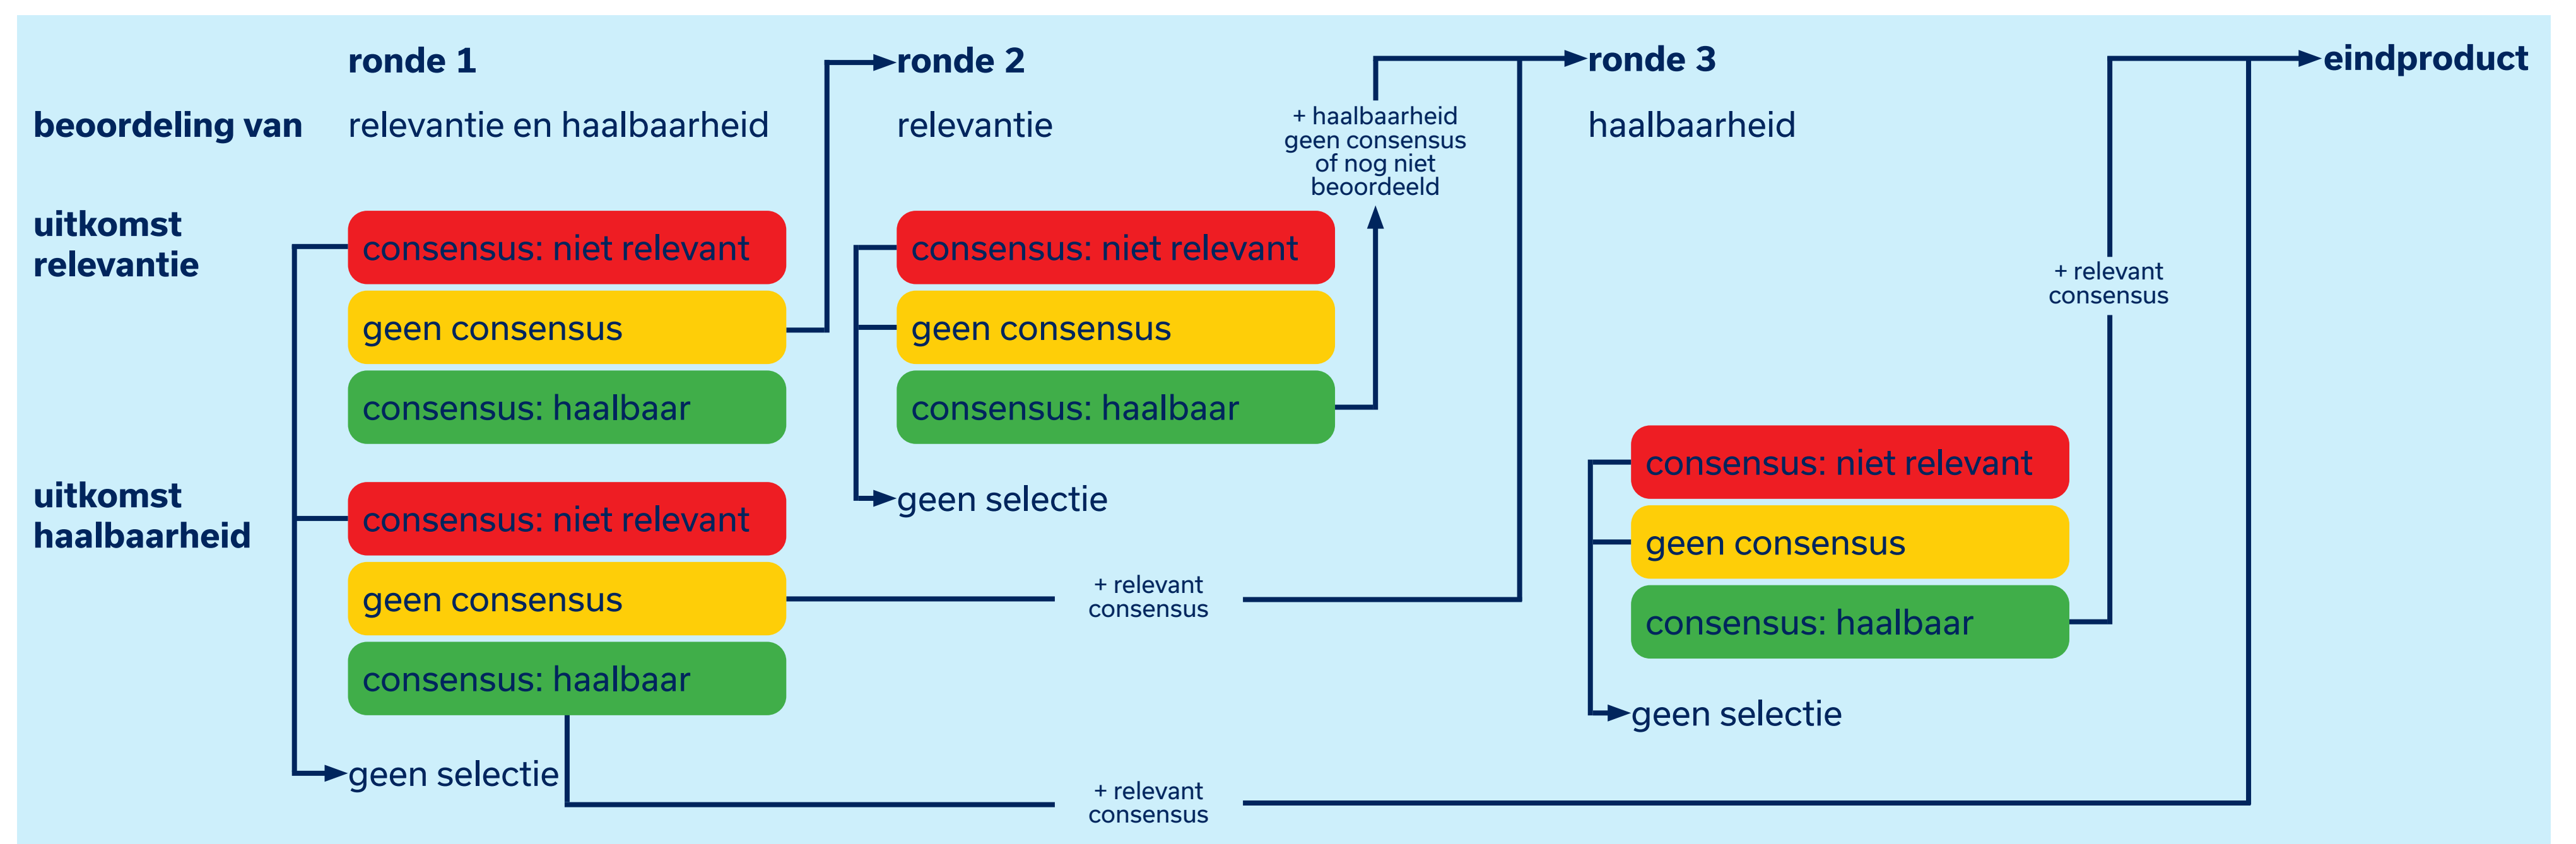 ronde 1
ronde 2
ronde 3
eindproduct
beoordeling van
relevantie en haalbaarheid
relevantie
+ haalbaarheid
geen consensus
of nog niet
beoordeeld
haalbaarheid
uitkomst
relevantie
consensus: niet relevant
geen consensus
consensus: haalbaar
consensus: niet relevant
geen consensus
consensus: haalbaar
geen selectie
+ relevant
consensus
uitkomst
haalbaarheid
consensus: niet relevant
geen consensus
consensus: haalbaar
geen selectie
+ relevant
consensus
+ relevant
consensus
consensus: niet relevant
geen consensus
consensus: haalbaar
geen selectie